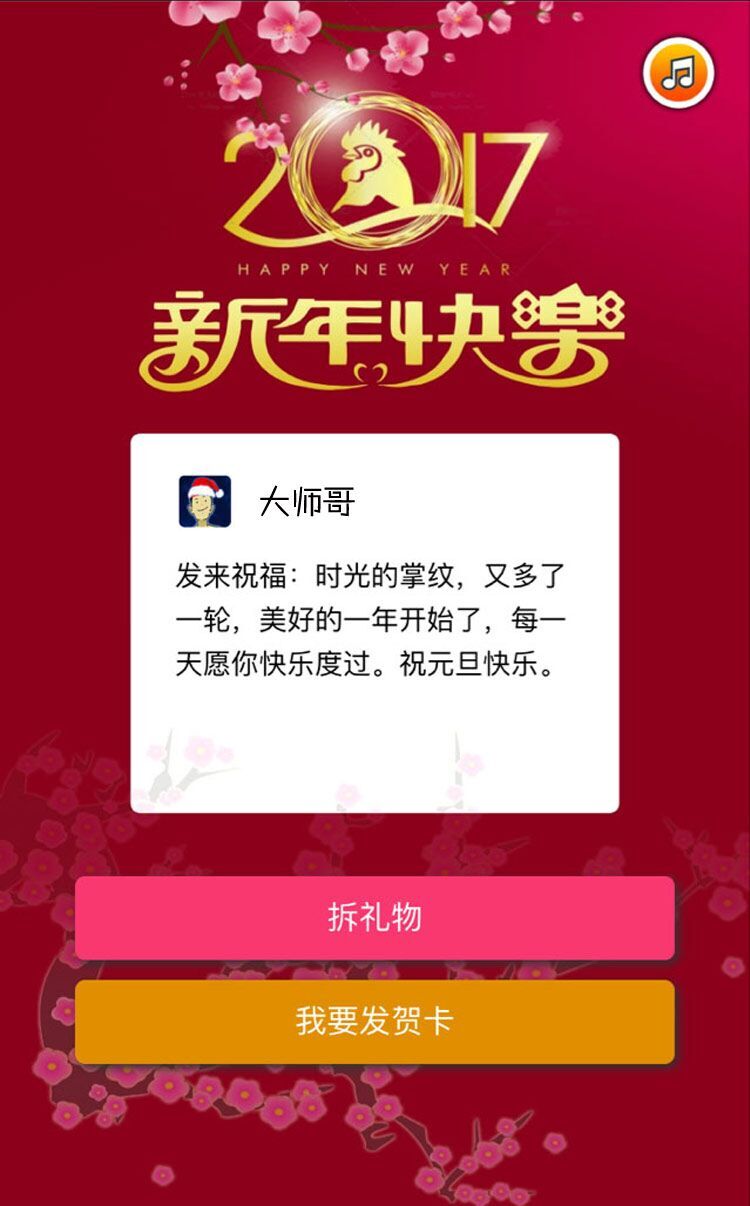 2017
HAPPY NEW YEAR
新年快樂
大师哥
发来祝福：时光的掌纹，又多了
一轮，美好的一年开始了，每一
天愿你快乐度过。祝元旦快乐。
拆礼物
我要发贺卡